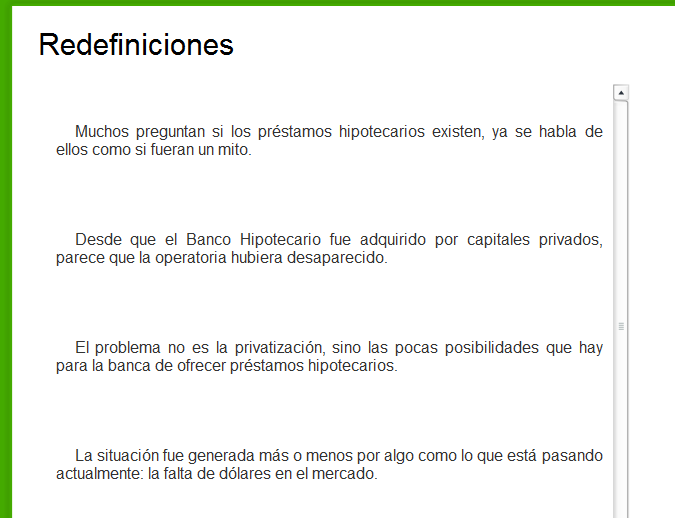 Redefiniciones
Muchos preguntan si los préstamos hipotecarios existen, ya se habla de
ellos como si fueran un mito.
Desde que el Banco Hipotecario fue adquirido por capitales privados,
parece que la operatoria hubiera desaparecido.
El problema no es la privatización, sino las pocas posibilidades que hay
para la banca de ofrecer préstamos hipotecarios.
La situación fue generada más o menos por algo como lo que está pasando
actualmente: la falta de dólares en el mercado.